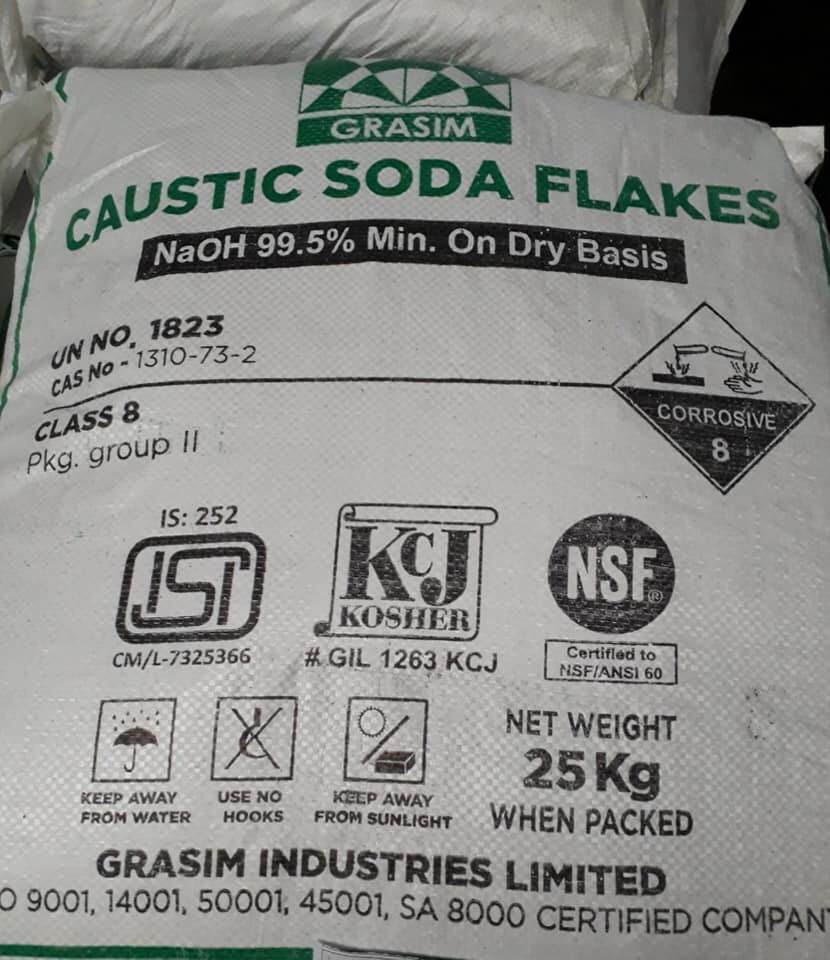 GRASIM
CAUSTIC SODA FLAKES
NaOH 99.5% Min. On Dry Basis
UN NO. 1823
CAS No - 1310-73-2
CLASS 8
Pkg. group II
CORROSIVE
8
IS: 252
ISI
CM/L-7325366
KCJ
KOSHER
# GIL 1263 KCJ
NSF®
Certified to
NSF/ANSI 60
KEEP AWAY
FROM WATER
USE NO
HOOKS
KEEP AWAY
FROM SUNLIGHT
NET WEIGHT
25 Kg
WHEN PACKED
GRASIM INDUSTRIES LIMITED
O 9001, 14001, 50001, 45001, SA 8000 CERTIFIED COMPAN